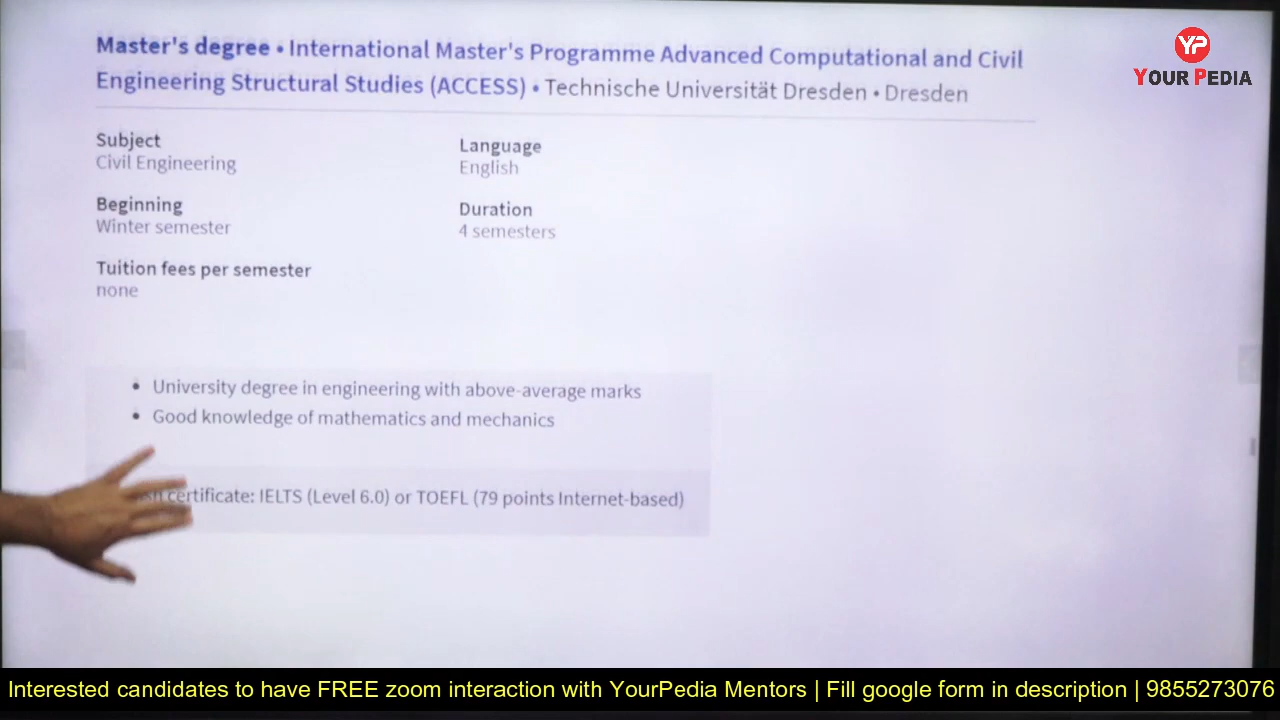 Master's degree • International Master's Programme Advanced Computational and Civil
Engineering Structural Studies (ACCESS) • Technische Universität Dresden • Dresden
YP
YOUR PEDIA
Subject
Civil Engineering
Language
English
Beginning
Winter semester
Duration
4 semesters
Tuition fees per semester
none
• University degree in engineering with above-average marks
• Good knowledge of mathematics and mechanics
certificate: IELTS (Level 6.0) or TOEFL (79 points Internet-based)
Interested candidates to have FREE zoom interaction with YourPedia Mentors | Fill google form in description | 9855273076